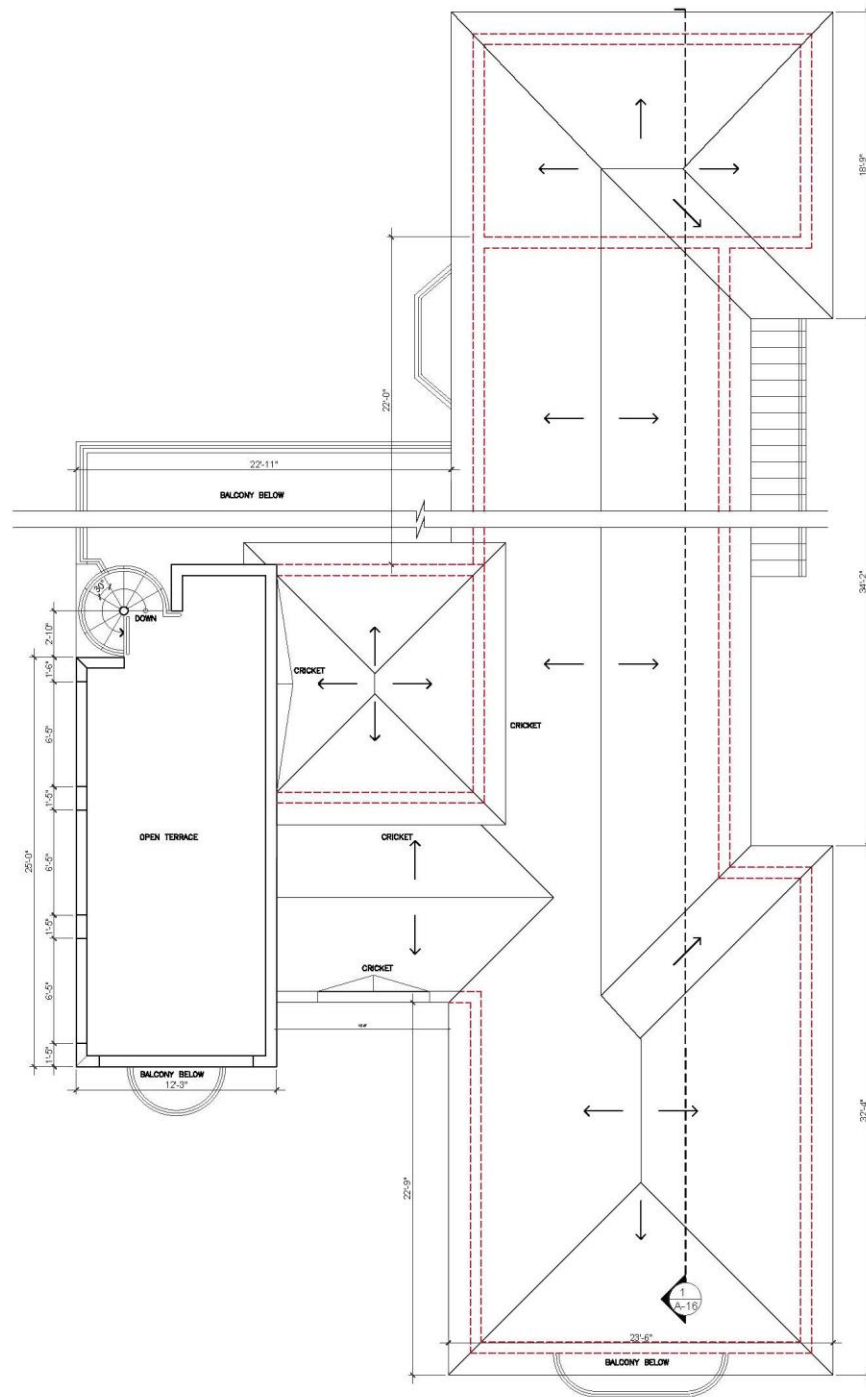 18'-9"
22'-0"
22'-11"
BALCONY BELOW
30"
DOWN
2'-10"
34'-2"
1'-6"
CRICKET
6'-5"
CRICKET
1'-5"
OPEN TERRACE
CRICKET
25'-0"
6'-5"
1'-5"
CRICKET
6'-5"
1'-5"
BALCONY BELOW
12'-3"
32'-4"
22'-9"
1
A-16
23'-6"
BALCONY BELOW